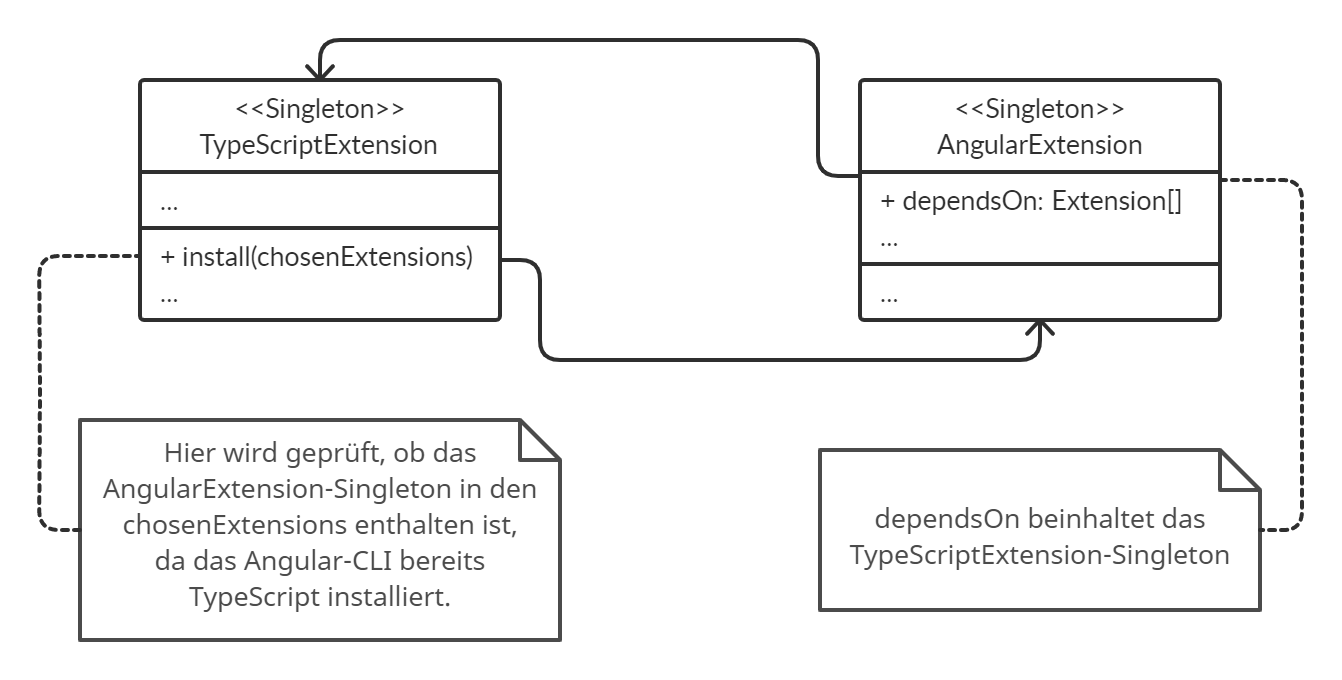 <<Singleton>>
TypeScriptExtension
...
+ install(chosenExtensions)
...
<<Singleton>>
AngularExtension
+ dependsOn: Extension[]
...
...
Hier wird geprüft, ob das
AngularExtension-Singleton in den
chosenExtensions enthalten ist,
da das Angular-CLI bereits
TypeScript installiert.
dependsOn beinhaltet das
TypeScriptExtension-Singleton